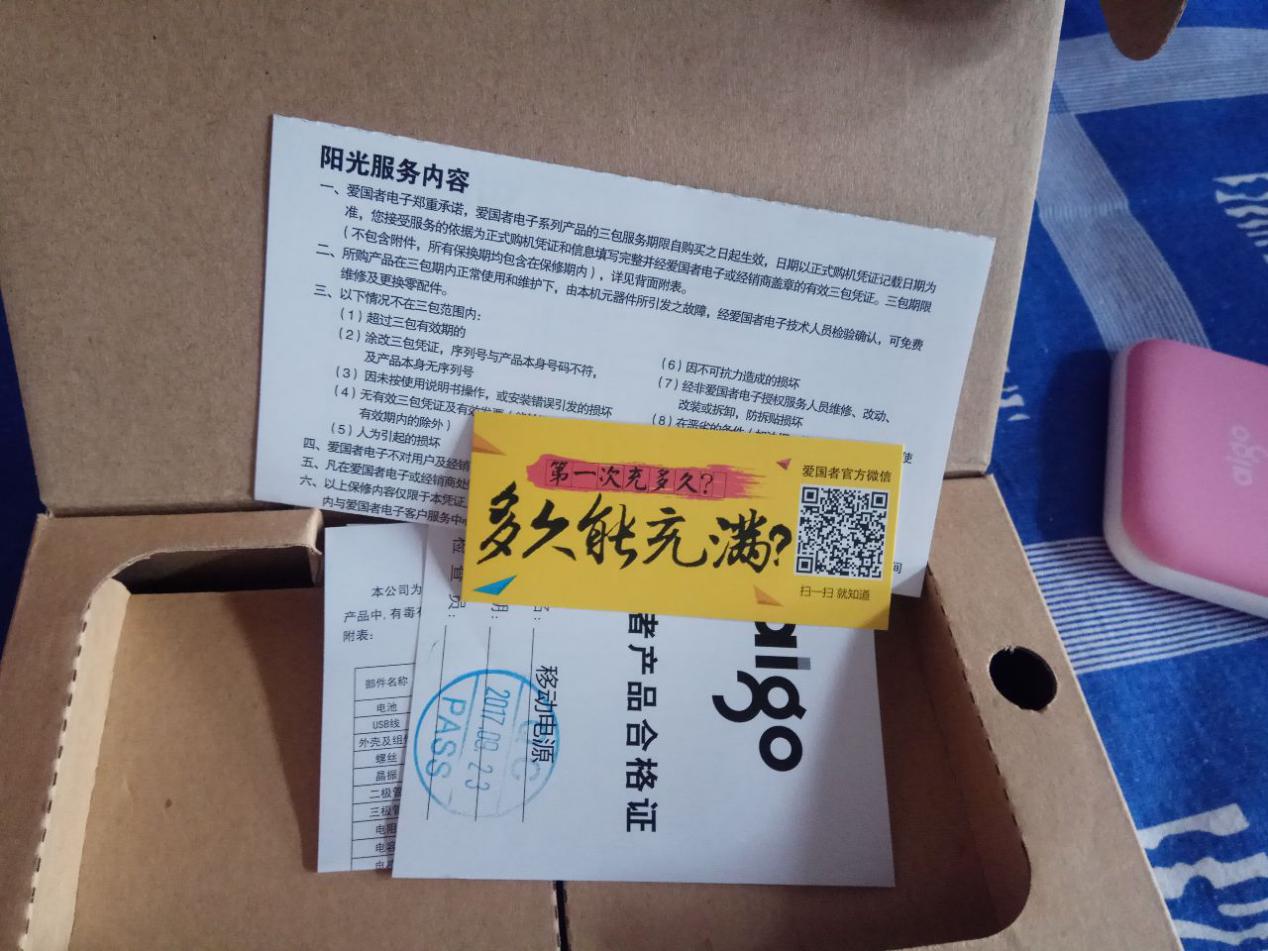 阳光服务内容
一、爱国者电子郑重承诺，爱国者电子系列产品的三包服务期限自购买之日起生效，日期以正式购机凭证记载日期为
准，您接受服务的依据为正式购机凭证和信息填写完整并经爱国者电子或经销商盖章的有效三包凭证。三包期限
（不包含附件，所有保换期均包含在保修期内），详见背面附表。
二、所购产品在三包期内正常使用和维护下，由本机元器件所引发之故障，经爱国者电子技术人员检验确认，可免费
维修及更换零配件。
三、以下情况不在三包范围内：
（1）超过三包有效期的
（2）涂改三包凭证，序列号与产品本身号码不符，
及产品本身无序列号
（3）因未按使用说明书操作，或安装错误引发的损坏
（4）无有效三包凭证及有效发票
有效期内的除外）
（5）人为引起的损坏
（6）因不可抗力造成的损坏
（7）经非爱国者电子授权服务人员维修、改动、
改装或拆卸，防拆贴损坏
（8）在恶劣的条件
使
四、爱国者电子不对用户及经销
五、凡在爱国者电子或经销商处
六、以上保修内容仅限于本凭证
内与爱国者电子客户服务中心
间
第一次充多久？
多久能充满？
爱国者官方微信
扫一扫 就知道
本公司为
产品中，有毒
附表：
部件名称
电池
USB线
外壳及组
螺丝
晶振
二极管
三极管
电阻
电容
aigo
者产品合格证
名：
移动电源
期：
检管员：
QC
2017.03.23
PASS
aigo